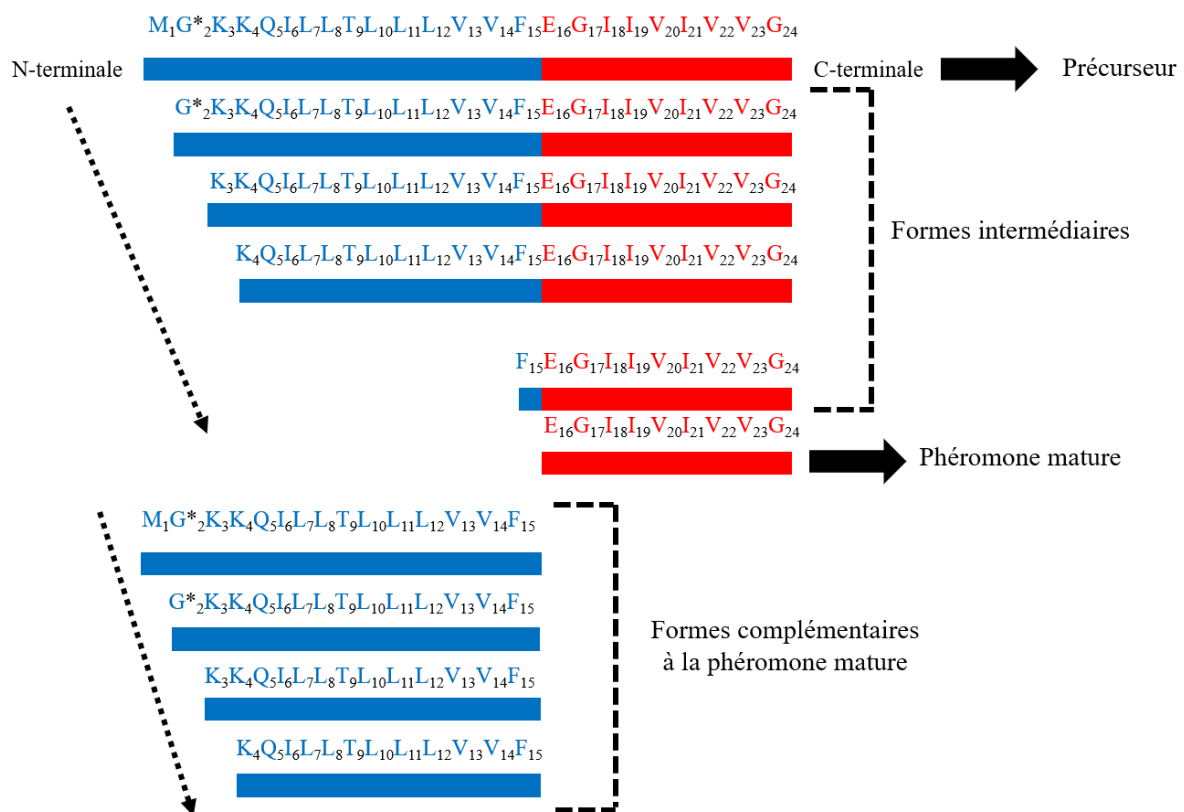 M₁G*₂K₃K₄Q₅I₆L₇L₈T₉L₁₀L₁₁L₁₂V₁₃V₁₄F₁₅E₁₆G₁₇I₁₈I₁₉V₂₀I₂₁V₂₂V₂₃G₂₄
N-terminale
C-terminale
Précurseur
G*₂K₃K₄Q₅I₆L₇L₈T₉L₁₀L₁₁L₁₂V₁₃V₁₄F₁₅E₁₆G₁₇I₁₈I₁₉V₂₀I₂₁V₂₂V₂₃G₂₄
K₃K₄Q₅I₆L₇L₈T₉L₁₀L₁₁L₁₂V₁₃V₁₄F₁₅E₁₆G₁₇I₁₈I₁₉V₂₀I₂₁V₂₂V₂₃G₂₄
K₄Q₅I₆L₇L₈T₉L₁₀L₁₁L₁₂V₁₃V₁₄F₁₅E₁₆G₁₇I₁₈I₁₉V₂₀I₂₁V₂₂V₂₃G₂₄
Formes intermédiaires
F₁₅E₁₆G₁₇I₁₈I₁₉V₂₀I₂₁V₂₂V₂₃G₂₄
E₁₆G₁₇I₁₈I₁₉V₂₀I₂₁V₂₂V₂₃G₂₄
Phéromone mature
M₁G*₂K₃K₄Q₅I₆L₇L₈T₉L₁₀L₁₁L₁₂V₁₃V₁₄F₁₅
G*₂K₃K₄Q₅I₆L₇L₈T₉L₁₀L₁₁L₁₂V₁₃V₁₄F₁₅
K₃K₄Q₅I₆L₇L₈T₉L₁₀L₁₁L₁₂V₁₃V₁₄F₁₅
K₄Q₅I₆L₇L₈T₉L₁₀L₁₁L₁₂V₁₃V₁₄F₁₅
Formes complémentaires
à la phéromone mature